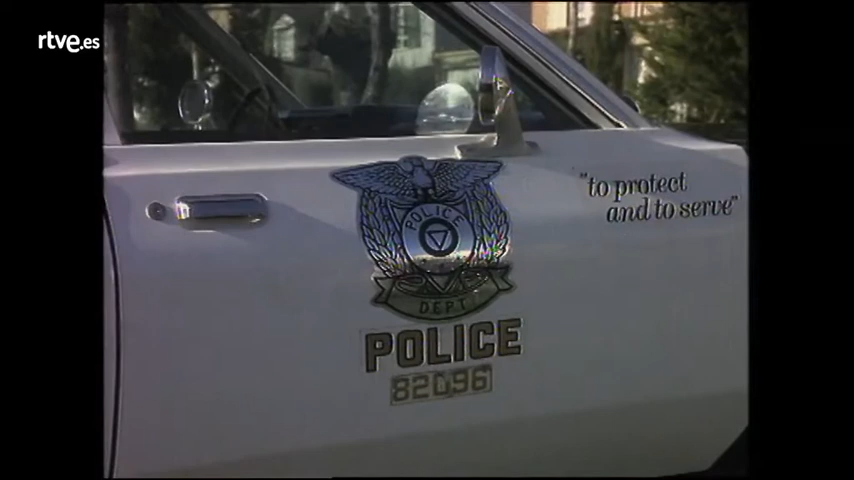 rtve.es
"to protect
and to serve"
POLICE
DEPT
POLICE
82096